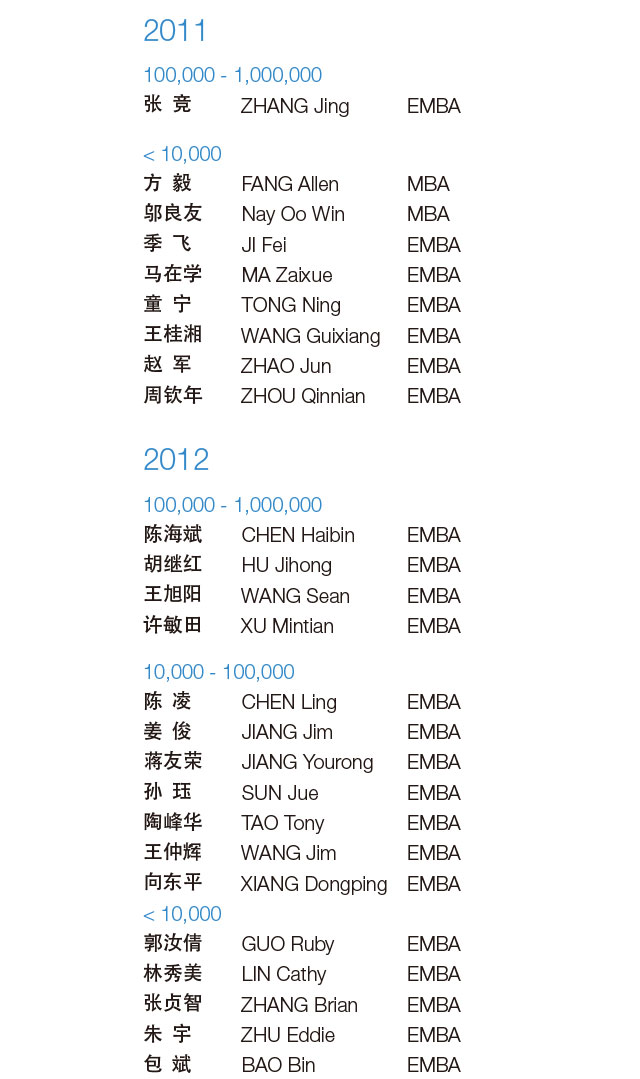 2011
100,000 - 1,000,000
张 竞 ZHANG Jing EMBA
< 10,000
方 毅 FANG Allen MBA
邬良友 Nay Oo Win MBA
季 飞 JI Fei EMBA
马在学 MA Zaixue EMBA
童 宁 TONG Ning EMBA
王桂湘 WANG Guixiang EMBA
赵 军 ZHAO Jun EMBA
周钦年 ZHOU Qinnian EMBA
2012
100,000 - 1,000,000
陈海斌 CHEN Haibin EMBA
胡继红 HU Jihong EMBA
王旭阳 WANG Sean EMBA
许敏田 XU Mintian EMBA
10,000 - 100,000
陈 凌 CHEN Ling EMBA
姜 俊 JIANG Jim EMBA
蒋友荣 JIANG Yourong EMBA
孙 珏 SUN Jue EMBA
陶峰华 TAO Tony EMBA
王仲辉 WANG Jim EMBA
向东平 XIANG Dongping EMBA
< 10,000
郭汝倩 GUO Ruby EMBA
林秀美 LIN Cathy EMBA
张贞智 ZHANG Brian EMBA
朱 宇 ZHU Eddie EMBA
包 斌 BAO Bin EMBA